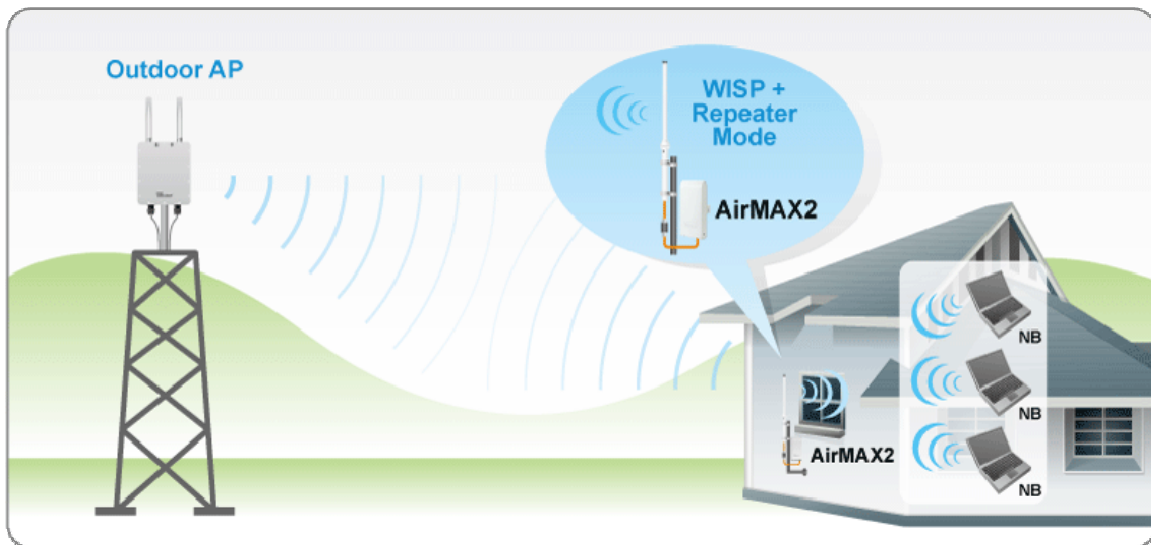 Outdoor AP
WISP +
Repeater
Mode
AirMAX2
NB
NB
AirMAX2
NB